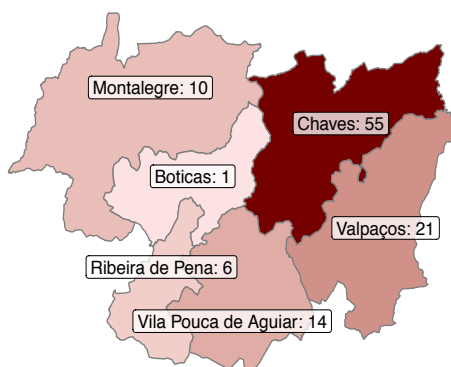 Montalegre: 10
Chaves: 55
Boticas: 1
Valpaços: 21
Ribeira de Pena: 6
Vila Pouca de Aguiar: 14